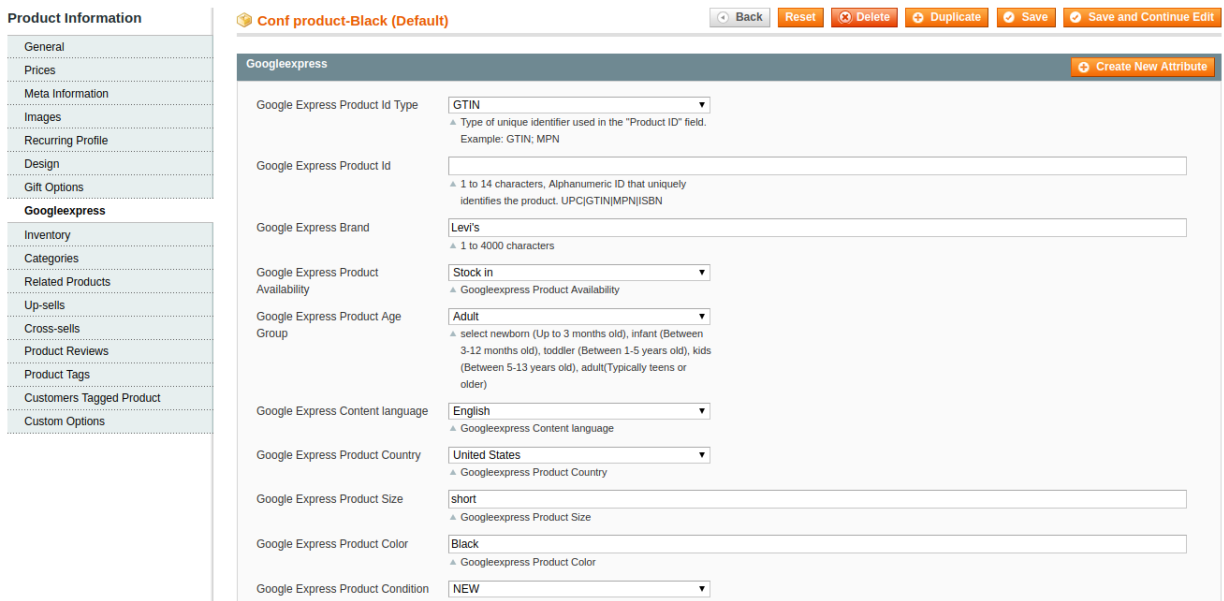 Product Information
General
Prices
Meta Information
Images
Recurring Profile
Design
Gift Options
Googleexpress
Inventory
Categories
Related Products
Up-sells
Cross-sells
Product Reviews
Product Tags
Customers Tagged Product
Custom Options
Conf product-Black (Default)
Back
Reset
Delete
Duplicate
Save
Save and Continue Edit
Googleexpress
Create New Attribute
Google Express Product Id Type
GTIN
Type of unique identifier used in the "Product ID" field.
Example: GTIN; MPN
Google Express Product Id
1 to 14 characters, Alphanumeric ID that uniquely
identifies the product. UPC|GTIN|MPN|ISBN
Google Express Brand
Levi's
1 to 4000 characters
Google Express Product
Availability
Stock in
Googleexpress Product Availability
Google Express Product Age
Group
Adult
select newborn (Up to 3 months old), infant (Between
3-12 months old), toddler (Between 1-5 years old), kids
(Between 5-13 years old), adult(Typically teens or
older)
Google Express Content language
English
Googleexpress Content language
Google Express Product Country
United States
Googleexpress Product Country
Google Express Product Size
short
Googleexpress Product Size
Google Express Product Color
Black
Googleexpress Product Color
Google Express Product Condition
NEW